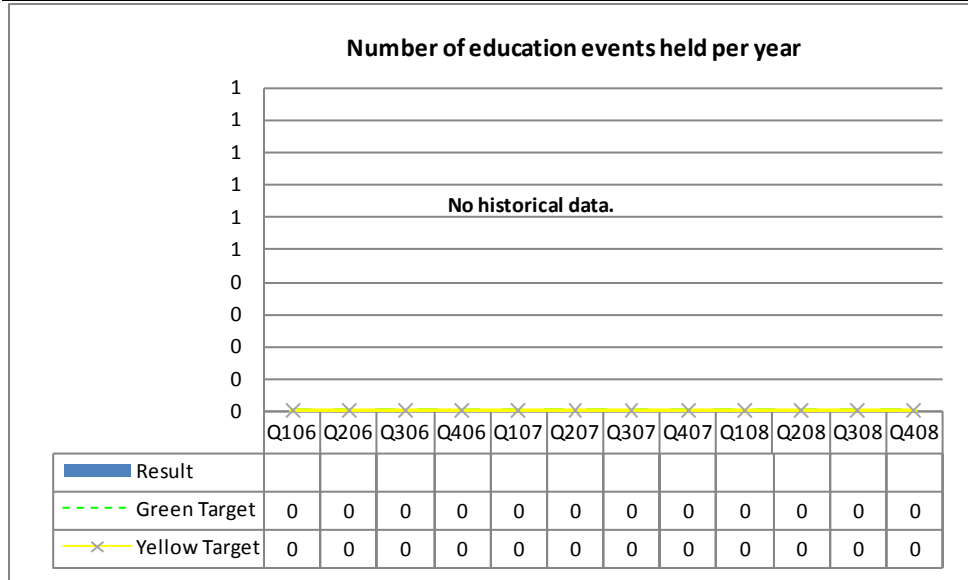 Number of education events held per year
1
1
1
1
1
1
0
0
0
0
0
No historical data.
Q106 Q206 Q306 Q406 Q107 Q207 Q307 Q407 Q108 Q208 Q308 Q408
Result
Green Target 0 0 0 0 0 0 0 0 0 0 0 0
Yellow Target 0 0 0 0 0 0 0 0 0 0 0 0